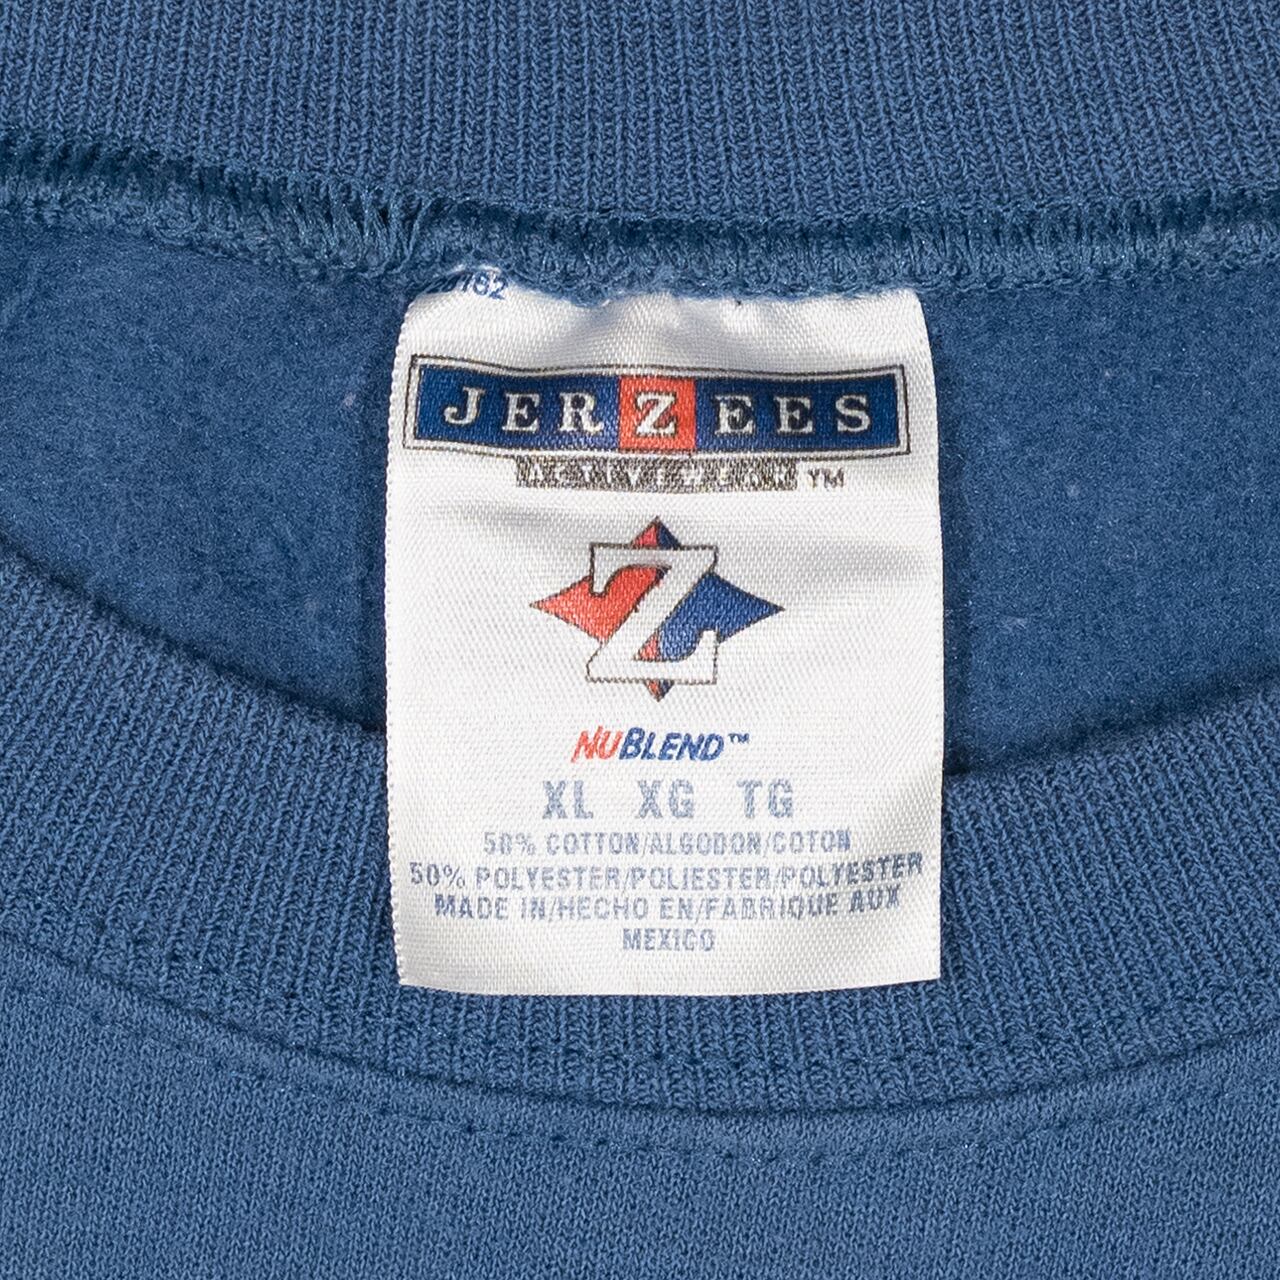 JERZEES
ACTIVEWEAR™
Z
NUBLEND™
XL XG TG
50% COTTON/ALGODON/COTON
50% POLYESTER/POLIESTER/POLYESTER
MADE IN/HECHO EN/FABRIQUE AUX
MEXICO